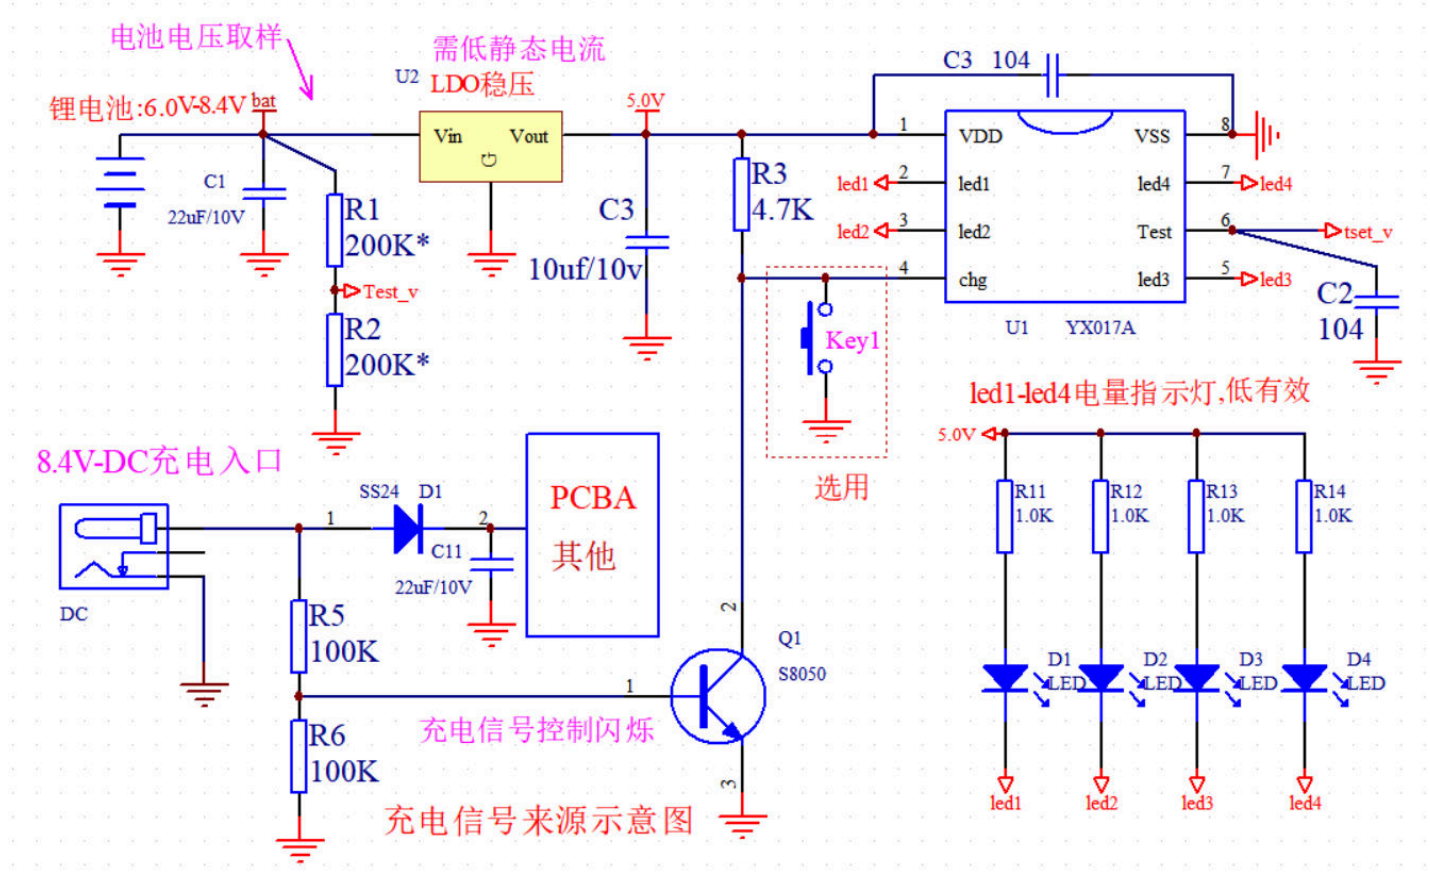 电池电压取样
需低静态电流
U2
LDO稳压
锂电池:6.0V-8.4V
bat
5.0V
Vin
Vout
G
C1
22uF/10V
R1
200K*
Test_v
R2
200K*
C3
10uf/10v
R3
4.7K
C3 104
1
VDD
VSS
8
led1
2
led1
led4
7
led4
led2
3
led2
Test
6
tset_v
4
chg
led3
5
led3
U1
YX017A
C2
104
Key1
选用
8.4V-DC充电入口
DC
SS24
D1
1
2
C11
22uF/10V
PCBA
其他
R5
100K
R6
100K
1
2
3
Q1
S8050
充电信号控制闪烁
充电信号来源示意图
led1-led4电量指示灯,低有效
5.0V
R11
1.0K
R12
1.0K
R13
1.0K
R14
1.0K
D1
LED
D2
LED
D3
LED
D4
LED
led1
led2
led3
led4